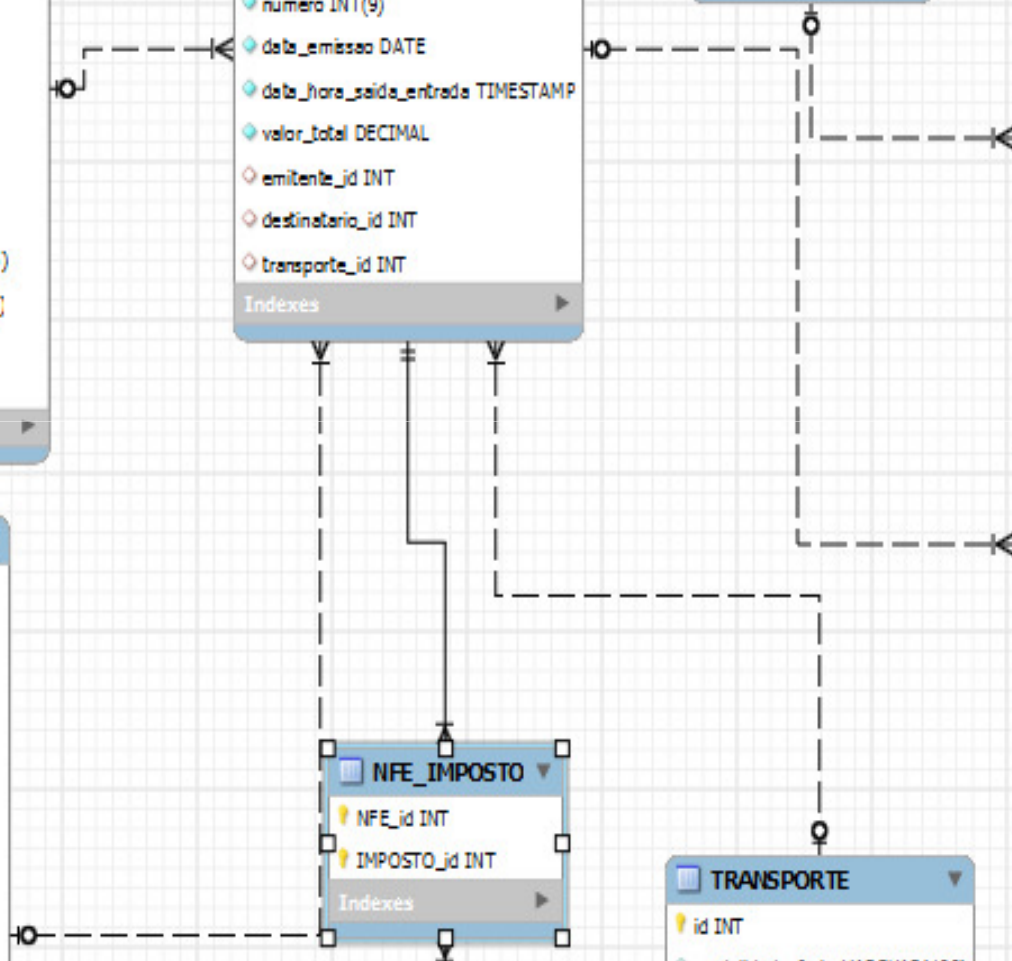 numero INT(9)
data_emissao DATE
data_hora_saida_entrada TIMESTAMP
valor_total DECIMAL
emitente_id INT
destinatario_id INT
transporte_id INT
Indexes
)
)
NFE_IMPOSTO
NFE_id INT
IMPOSTO_id INT
Indexes
TRANSPORTE
id INT